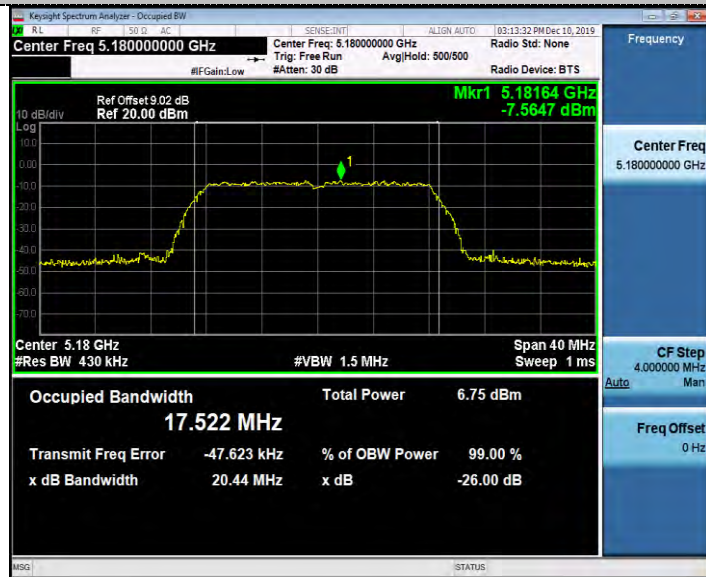 Keysight Spectrum Analyzer - Occupied BW
RL RF 50 Ω AC SENSE:INT ALIGN AUTO 03:13:32 PM Dec 10, 2019
Center Freq 5.180000000 GHz
Center Freq: 5.180000000 GHz
Radio Std: None
Trig: Free Run Avg|Hold: 500/500
#IFGain:Low #Atten: 30 dB Radio Device: BTS
Frequency
Ref Offset 9.02 dB
10 dB/div Ref 20.00 dBm
Mkr1 5.18164 GHz
-7.5647 dBm
Log
10.0
0.00
-10.0
-20.0
-30.0
-40.0
-50.0
-60.0
-70.0
1
Center 5.18 GHz Span 40 MHz
#Res BW 430 kHz #VBW 1.5 MHz Sweep 1 ms
Occupied Bandwidth Total Power 6.75 dBm
17.522 MHz
Transmit Freq Error -47.623 kHz % of OBW Power 99.00 %
x dB Bandwidth 20.44 MHz x dB -26.00 dB
Center Freq
5.180000000 GHz
CF Step
4.000000 MHz
Auto Man
Freq Offset
0 Hz
MSG STATUS